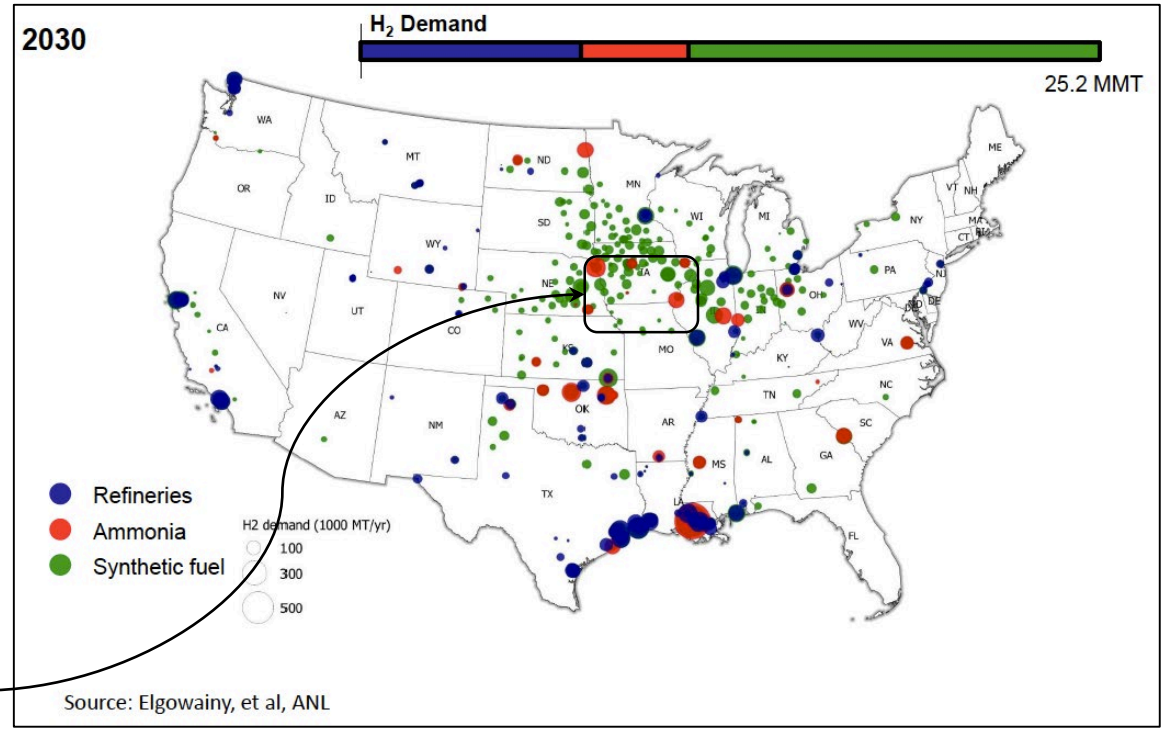 2030
H2 Demand
25.2 MMT
WA
MT
ND
MN
ME
OR
ID
SD
WI
MI
VT
NH
NY
MA
CT
RI
WY
IA
NE
PA
NJ
NV
UT
CO
IN
OH
MD
DE
CA
KS
MO
WV
VA
KY
AZ
NM
OK
AR
TN
NC
SC
TX
LA
MS
AL
GA
FL
Refineries
Ammonia
Synthetic fuel
H2 demand (1000 MT/yr)
100
300
500
Source: Elgowainy, et al, ANL